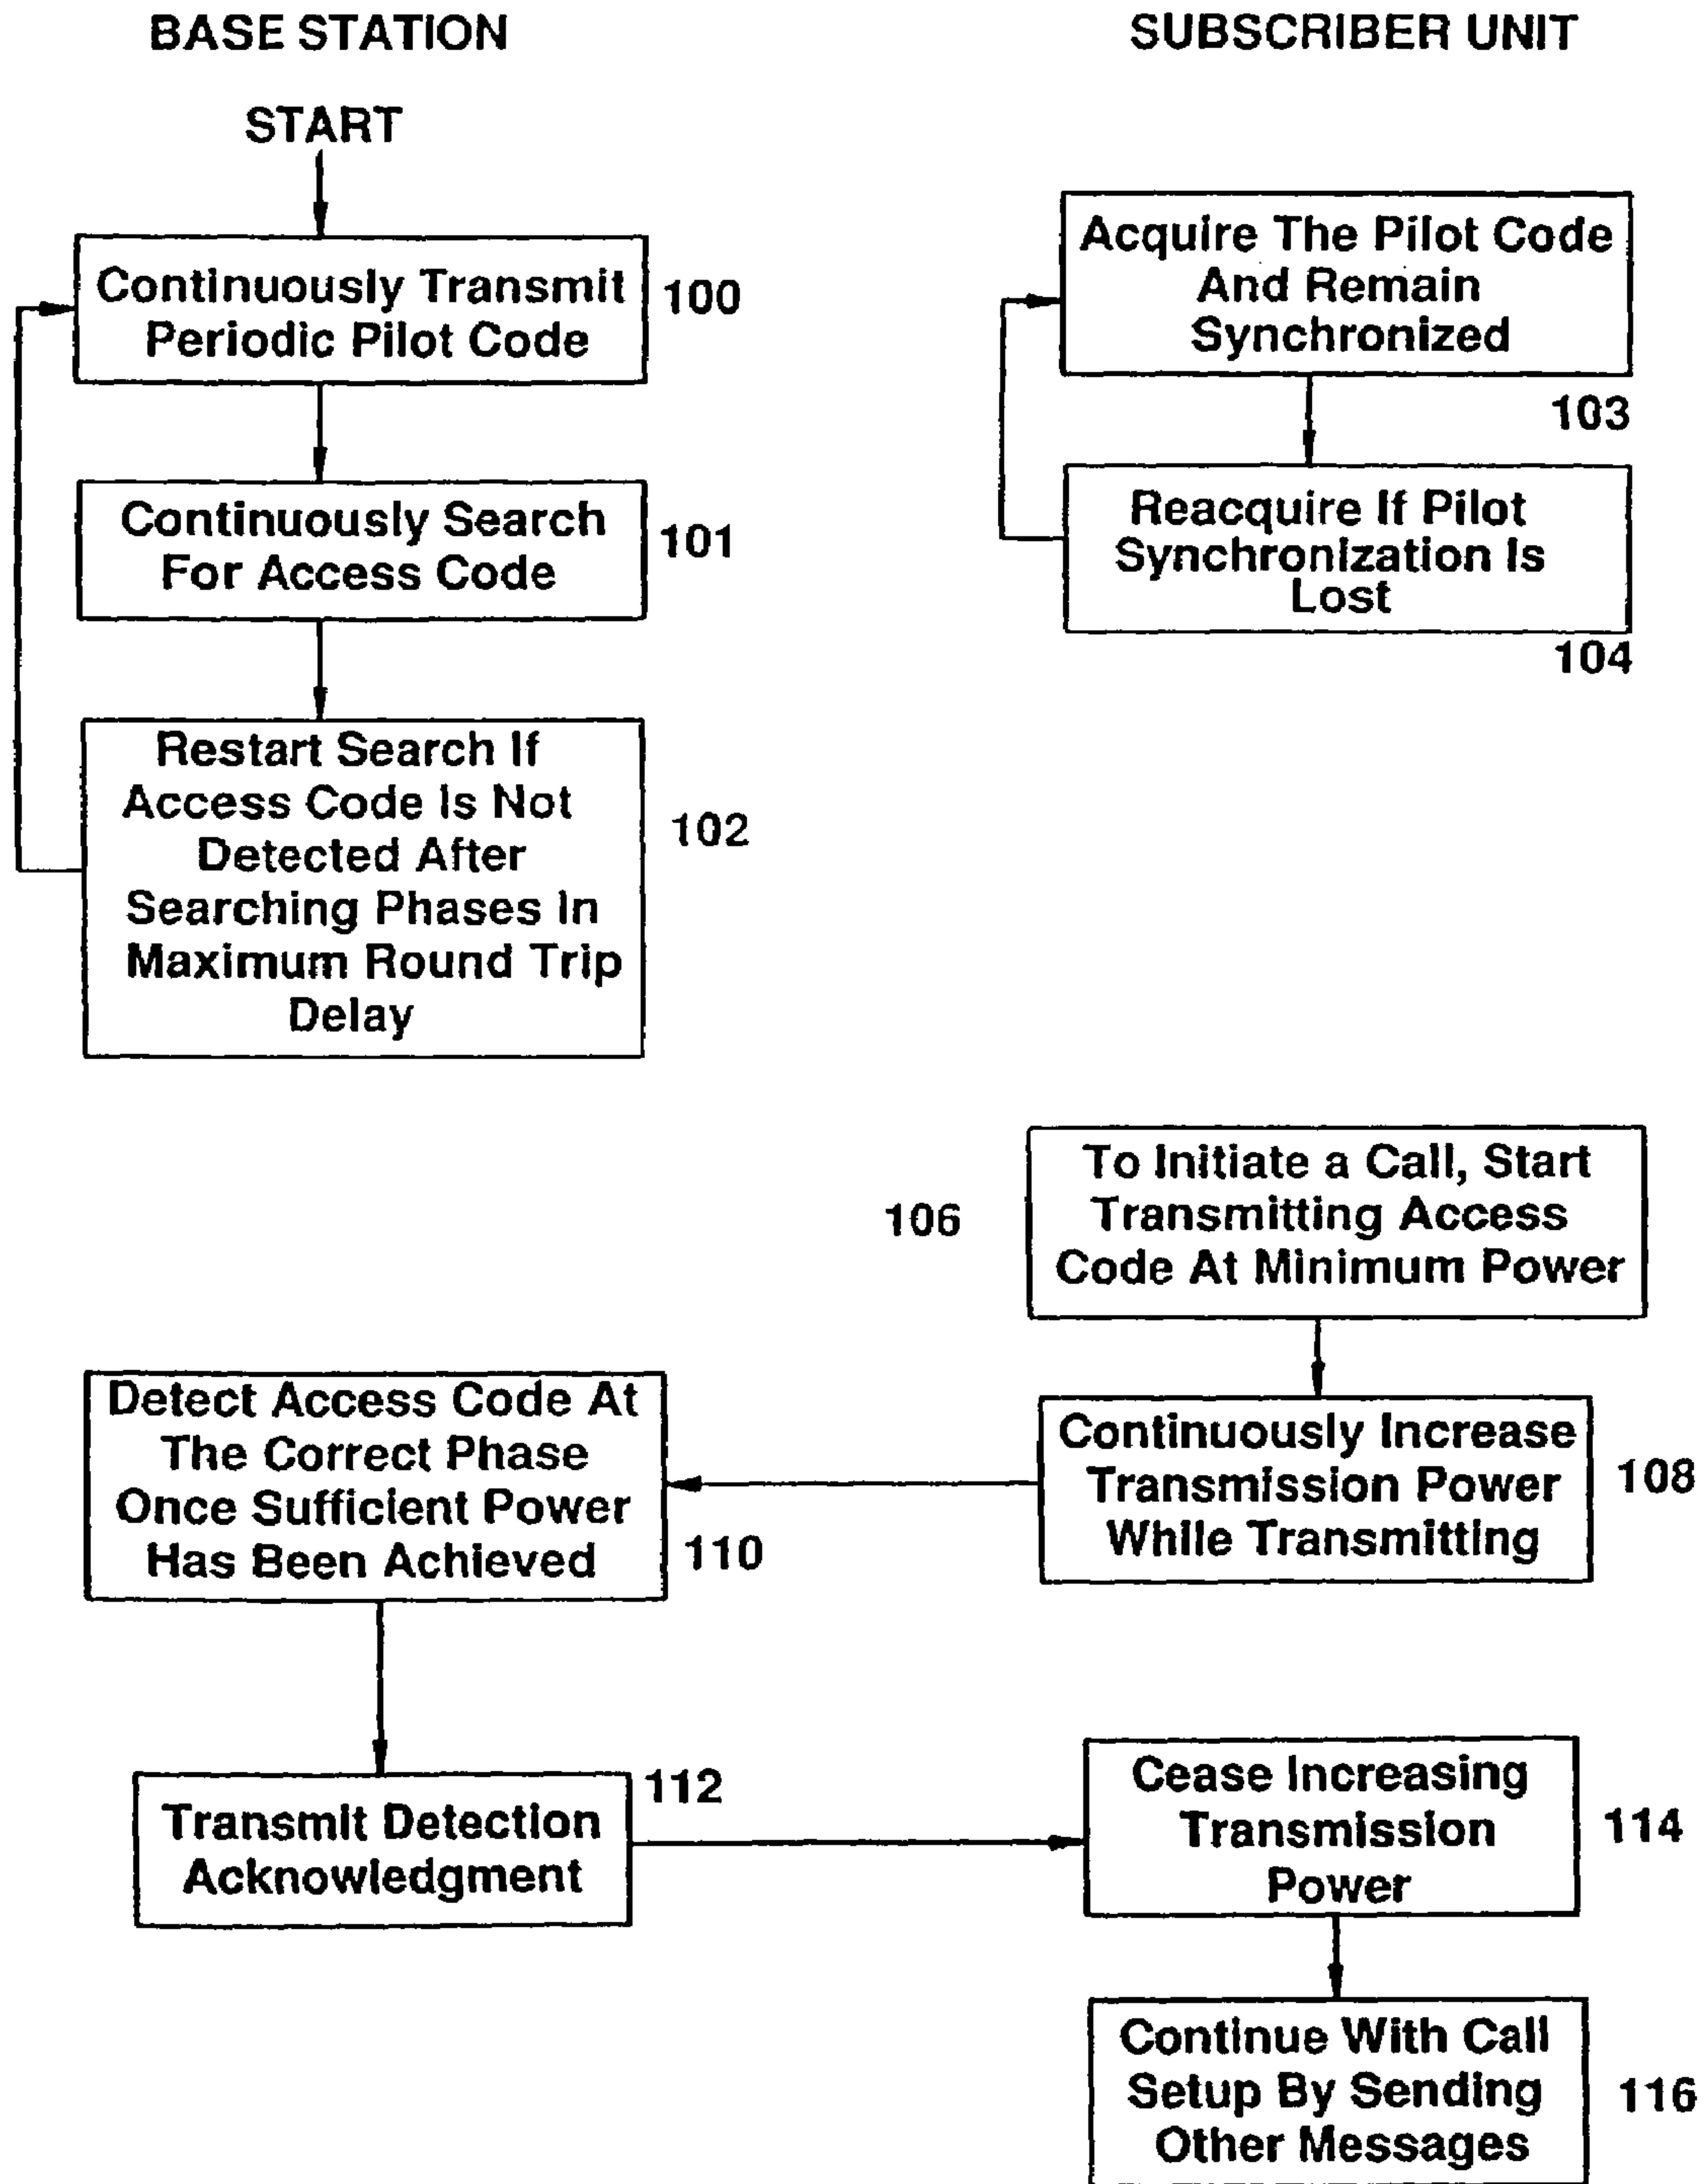 BASE STATION
SUBSCRIBER UNIT
START
Continuously Transmit
Periodic Pilot Code
100
Continuously Search
For Access Code
101
Restart Search If
Access Code Is Not
Detected After
Searching Phases In
Maximum Round Trip
Delay
102
Acquire The Pilot Code
And Remain
Synchronized
103
Reacquire If Pilot
Synchronization Is
Lost
104
To Initiate a Call, Start
Transmitting Access
Code At Minimum Power
106
Continuously Increase
Transmission Power
While Transmitting
108
Detect Access Code At
The Correct Phase
Once Sufficient Power
Has Been Achieved
110
Transmit Detection
Acknowledgment
112
Cease Increasing
Transmission
Power
114
Continue With Call
Setup By Sending
Other Messages
116